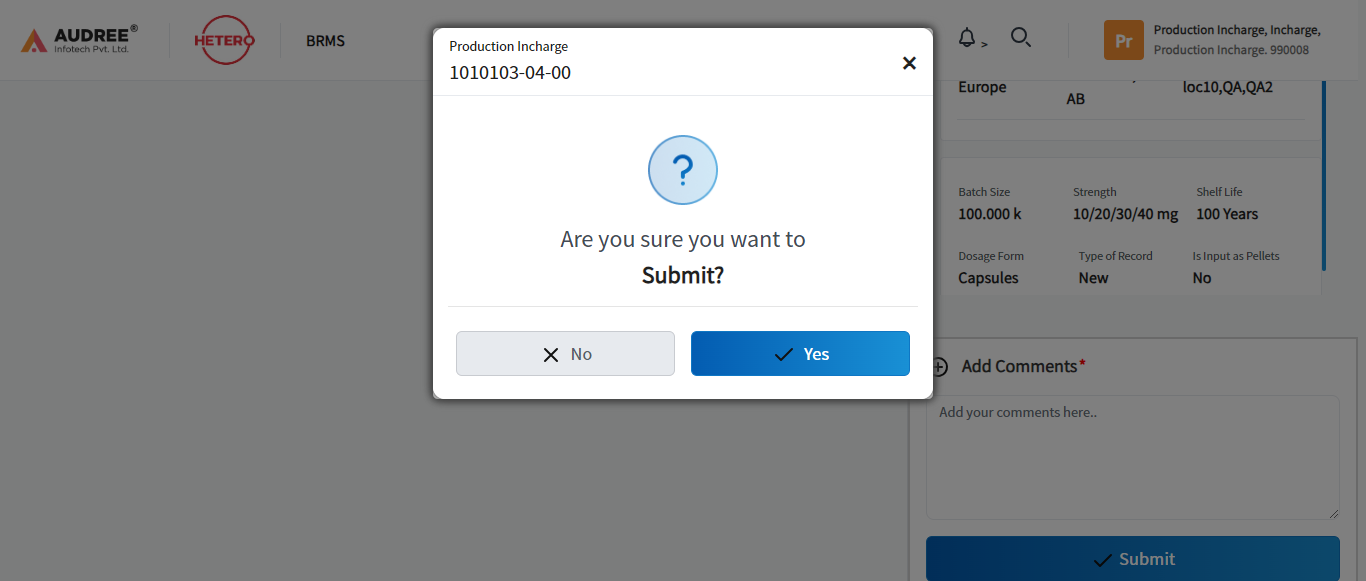 AUDREE®
Infotech Pvt. Ltd.
HETERO
BRMS
Production Incharge
1010103-04-00
×
>
Pr
Production Incharge, Incharge,
Production Incharge. 990008
Europe
AB
loc10,QA,QA2
?
Are you sure you want to
Submit?
No
Yes
Batch Size
Strength
Shelf Life
100.000 k
10/20/30/40 mg
100 Years
Dosage Form
Type of Record
Is Input as Pellets
Capsules
New
No
Add Comments*
Add your comments here..
Submit